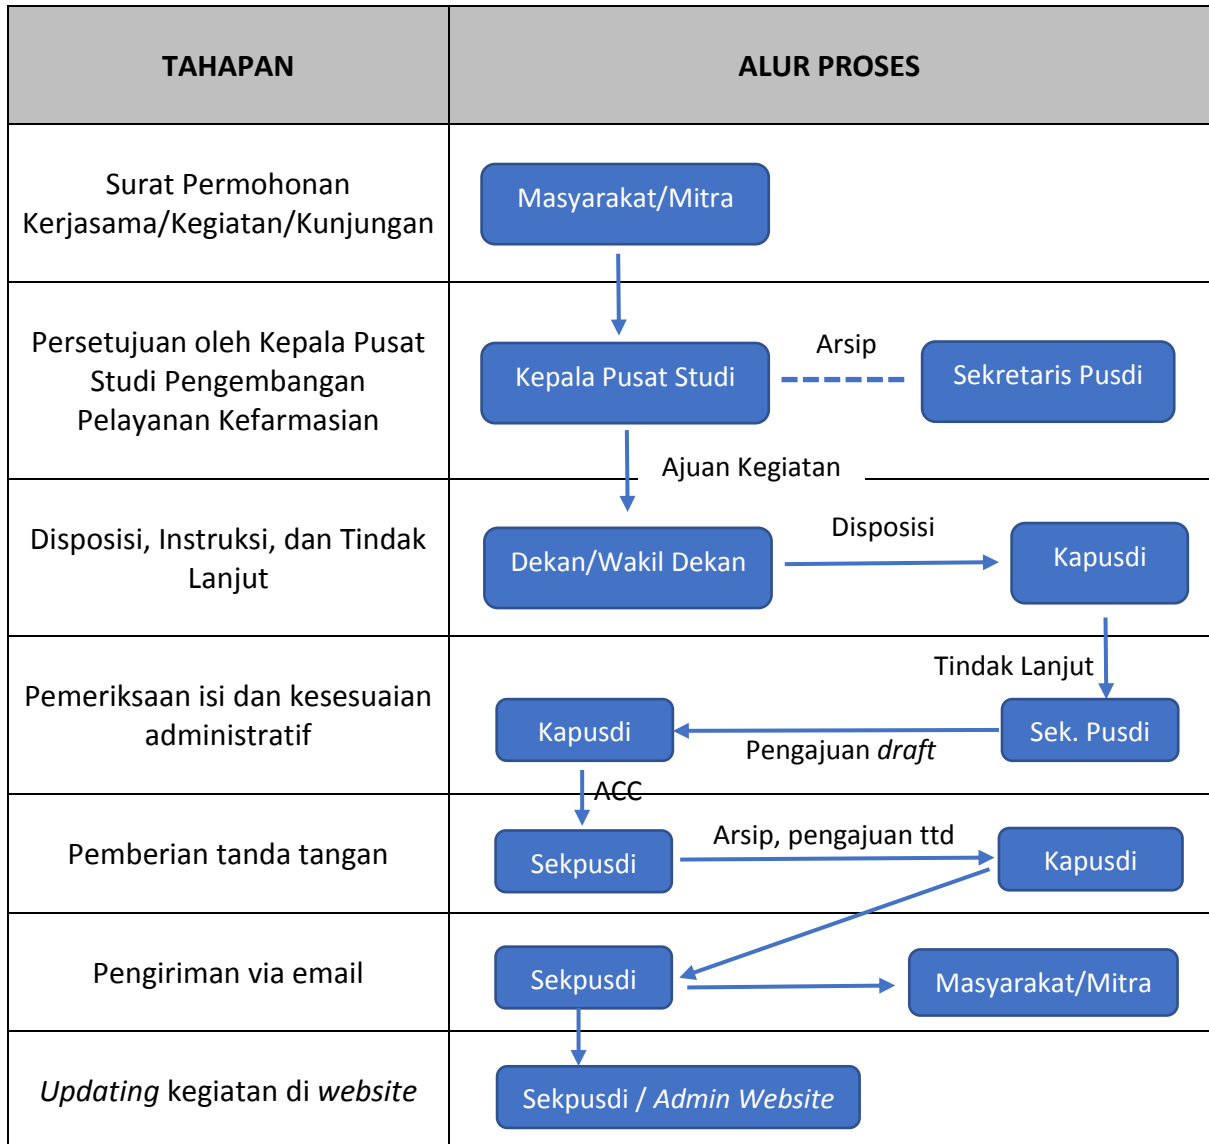 TAHAPAN
ALUR PROSES
Surat Permohonan
Kerjasama/Kegiatan/Kunjungan
Masyarakat/Mitra
Persetujuan oleh Kepala Pusat
Studi Pengembangan
Pelayanan Kefarmasian
Kepala Pusat Studi
Arsip
Sekretaris Pusdi
Ajuan Kegiatan
Disposisi, Instruksi, dan Tindak
Lanjut
Dekan/Wakil Dekan
Disposisi
Kapusdi
Tindak Lanjut
Pemeriksaan isi dan kesesuaian
administratif
Kapusdi
Pengajuan draft
Sek. Pusdi
ACC
Pemberian tanda tangan
Sekpusdi
Arsip, pengajuan ttd
Kapusdi
Pengiriman via email
Sekpusdi
Masyarakat/Mitra
Updating kegiatan di website
Sekpusdi / Admin Website